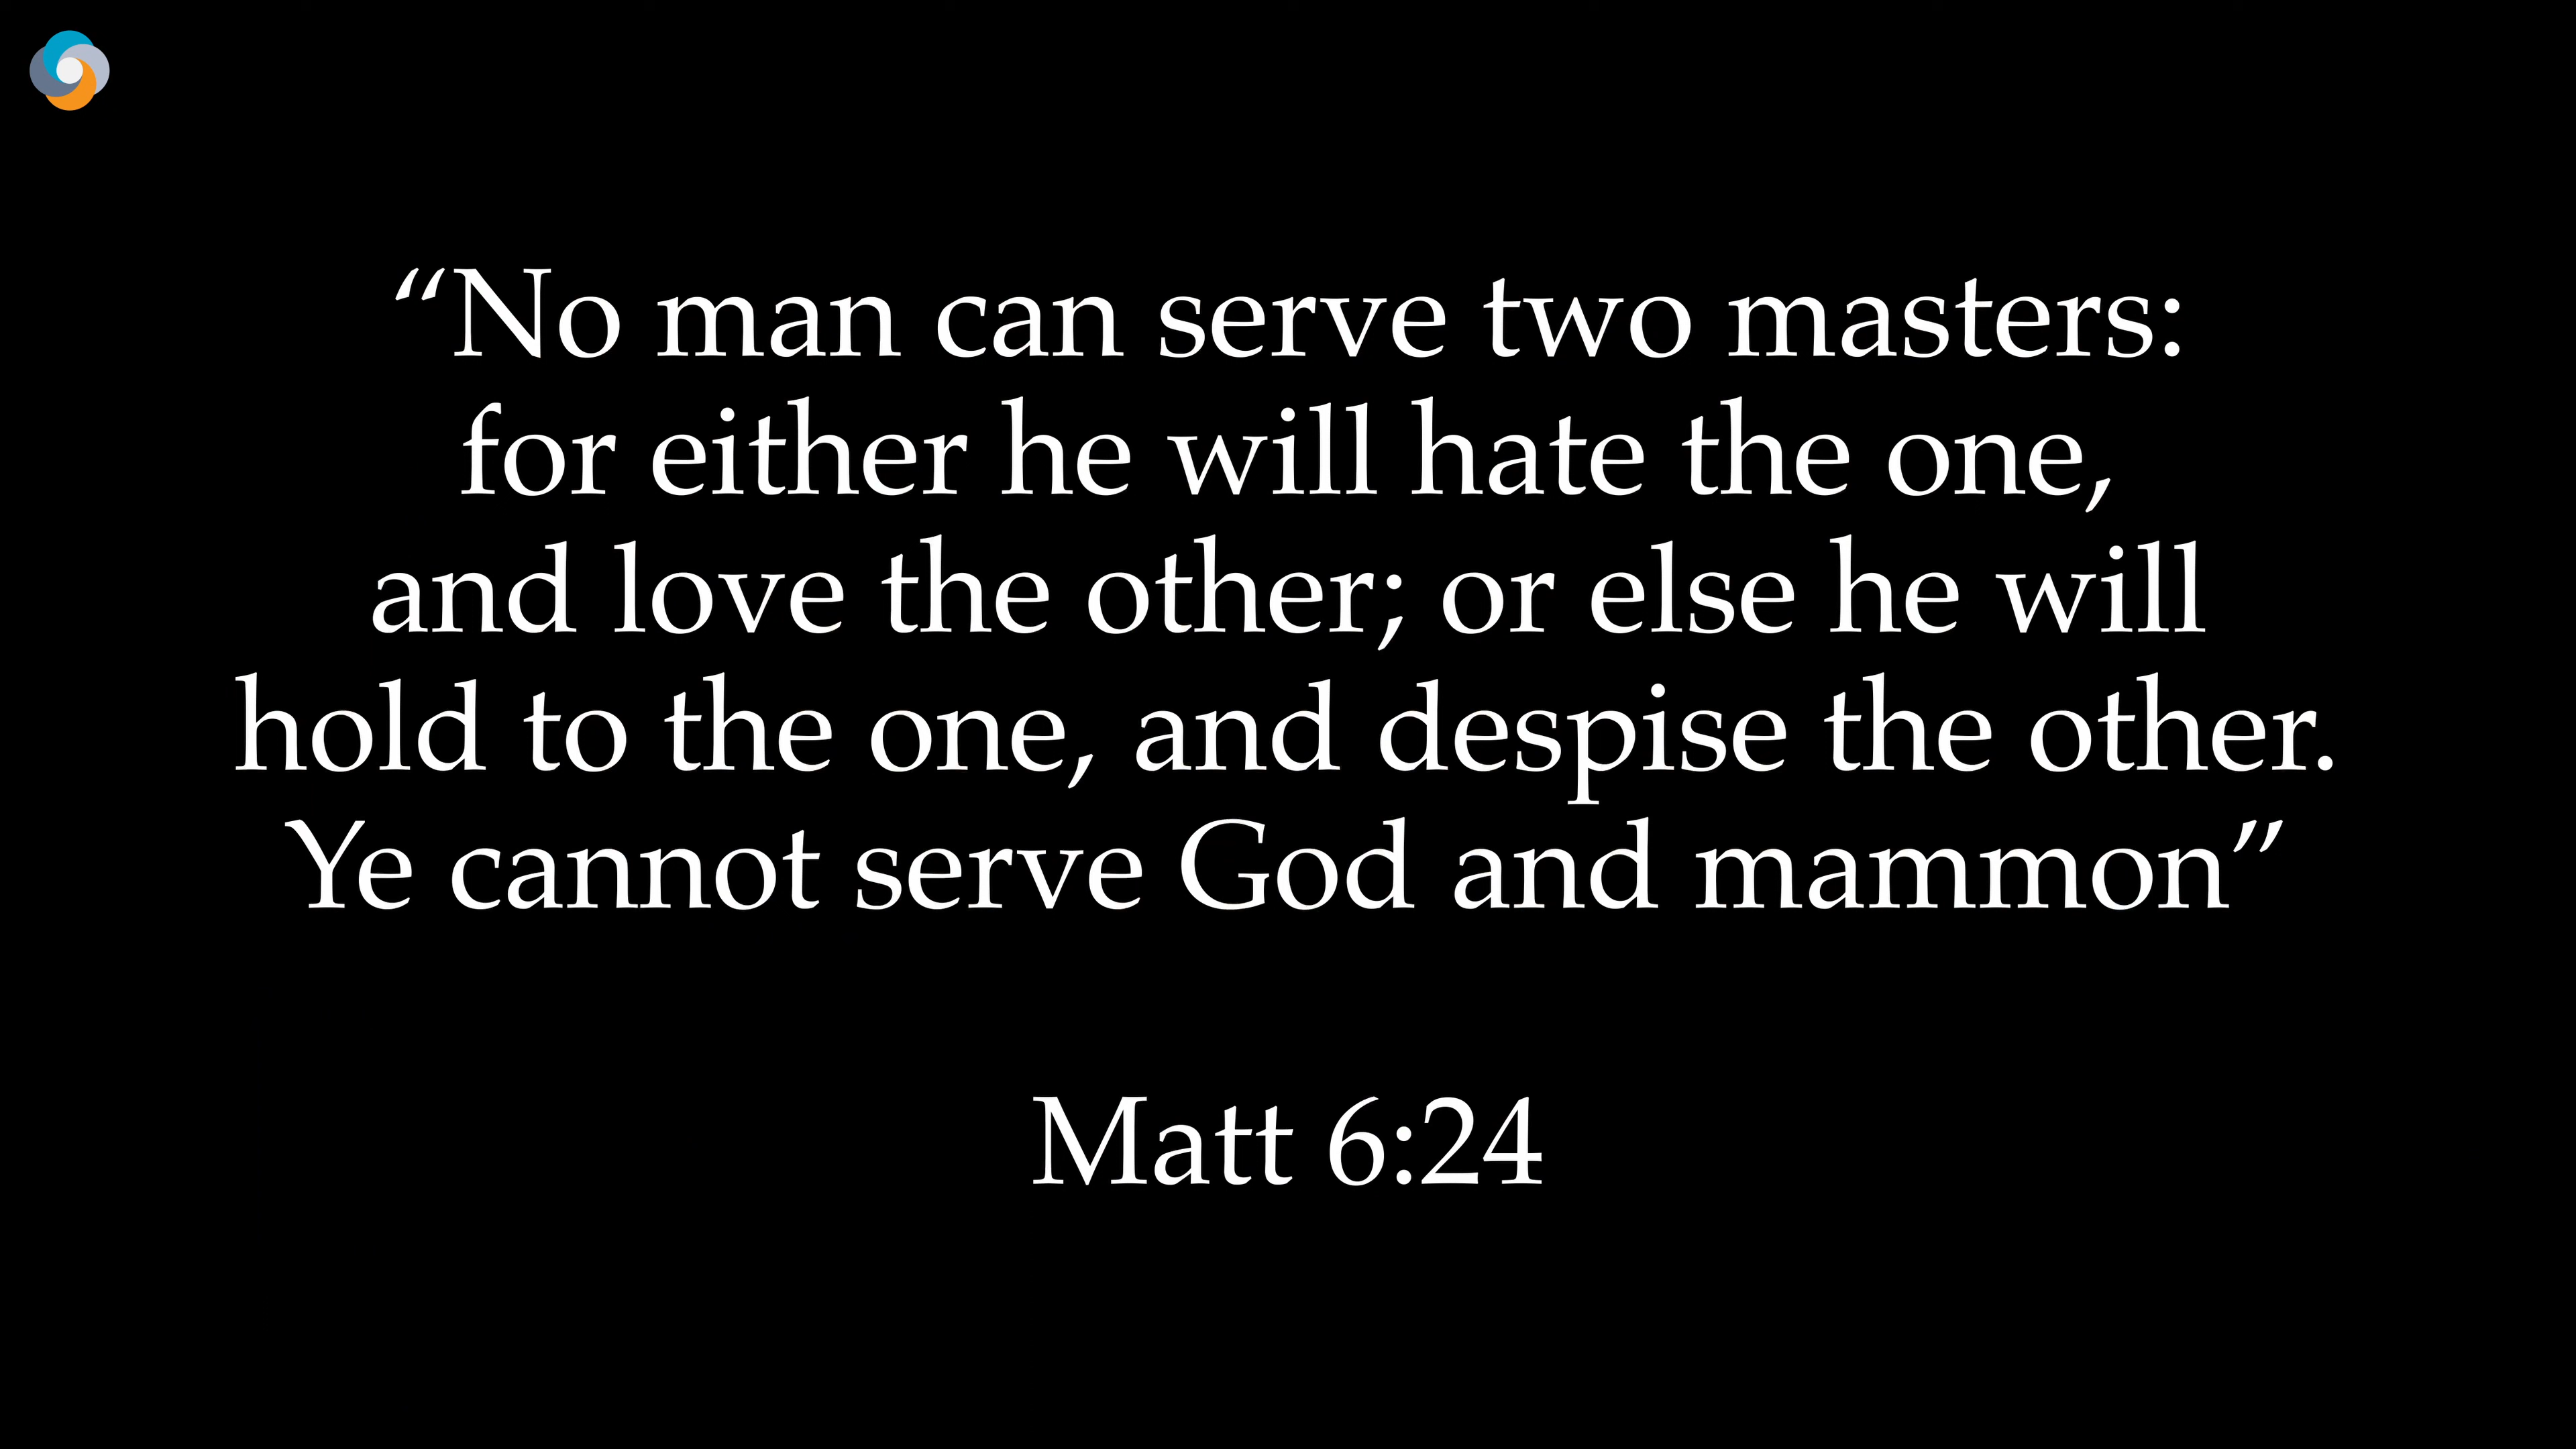 “No man can serve two masters:
for either he will hate the one,
and love the other; or else he will
hold to the one, and despise the other.
Ye cannot serve God and mammon”
Matt 6:24